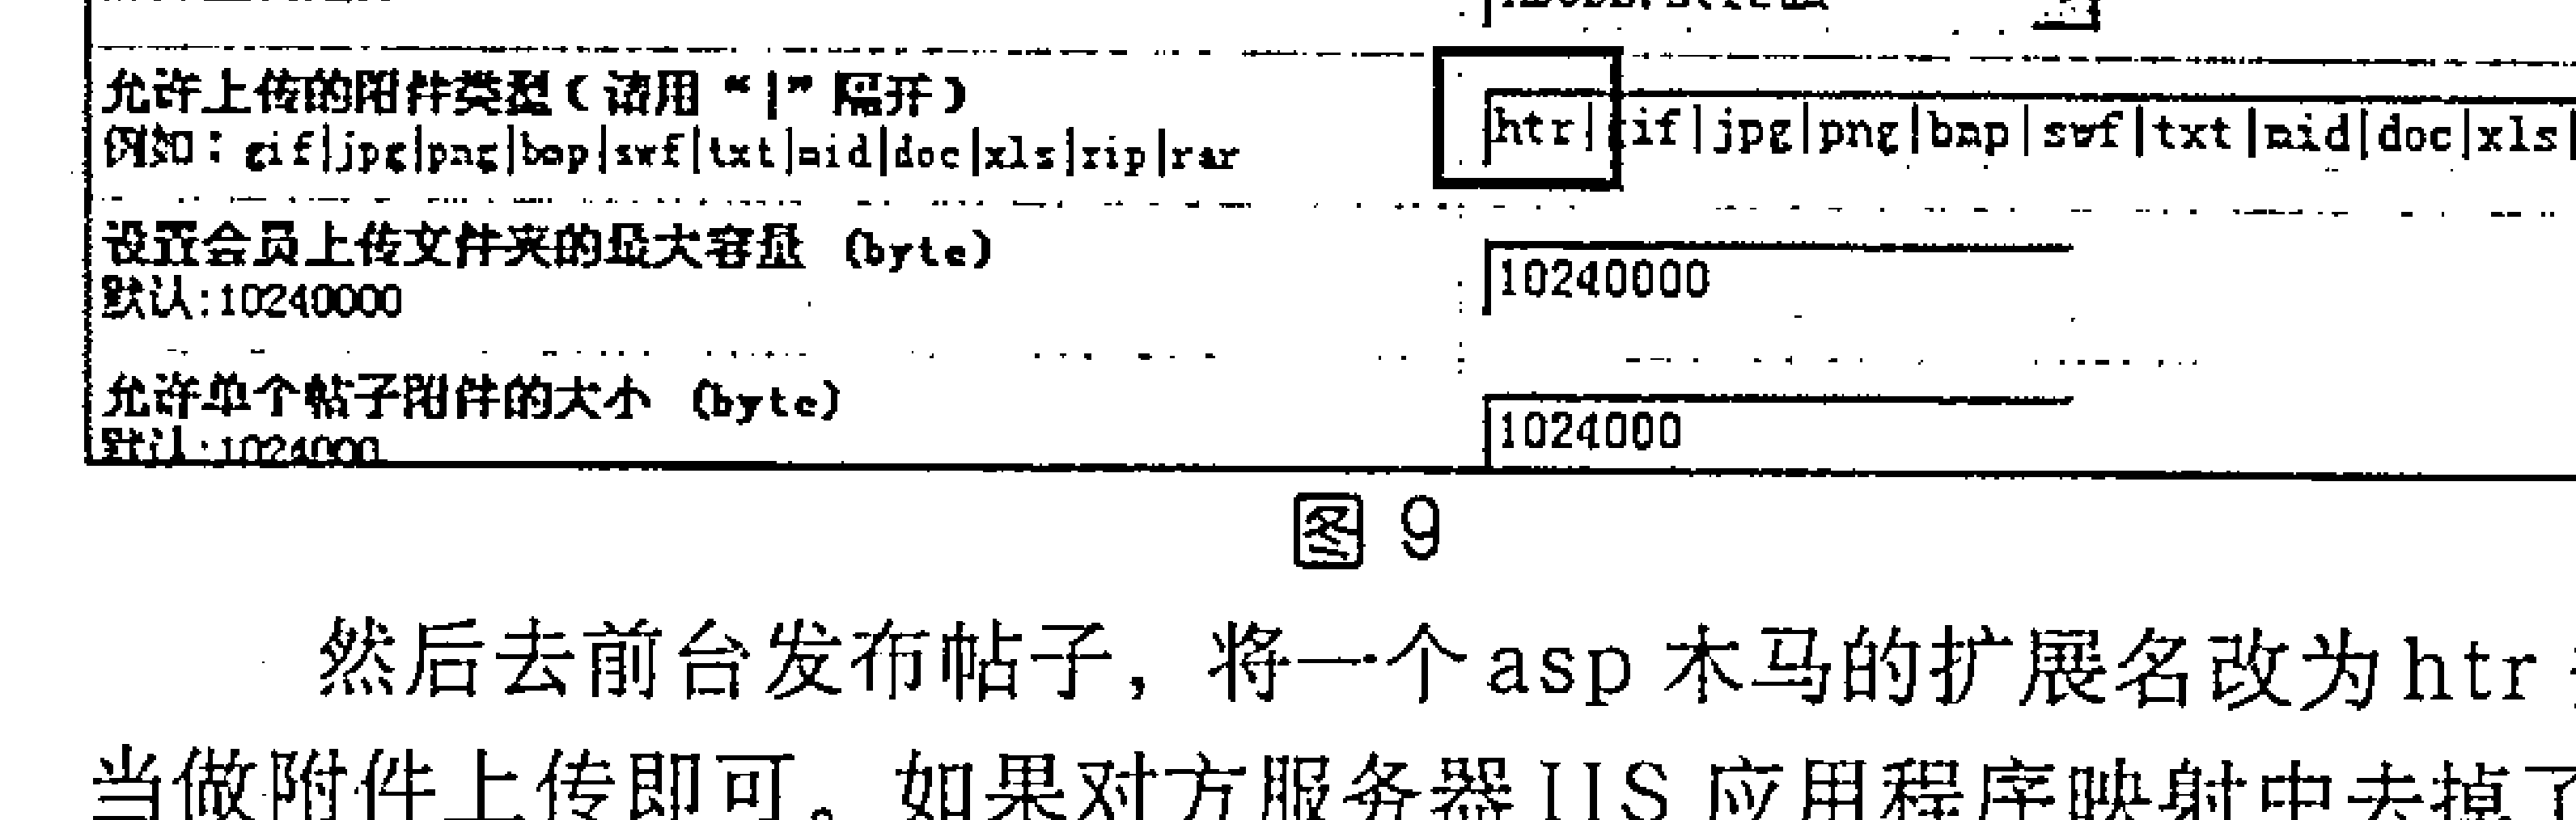 允许上传的附件类型(请用“|”隔开)
htr|gif|jpg|png|bmp|swf|txt|mid|doc|xls|
例如：gif|jpg|png|bmp|swf|txt|mid|doc|xls|zip|rar
设置会员上传文件夹的最大容量 (byte)
10240000
默认:10240000
允许单个帖子附件的大小 (byte)
1024000
默认:1024000
图 9
然后去前台发布帖子，将一个asp 木马的扩展名改为htr
当做附件上传即可。如果对方服务器 IIS 应用程序映射中去掉了